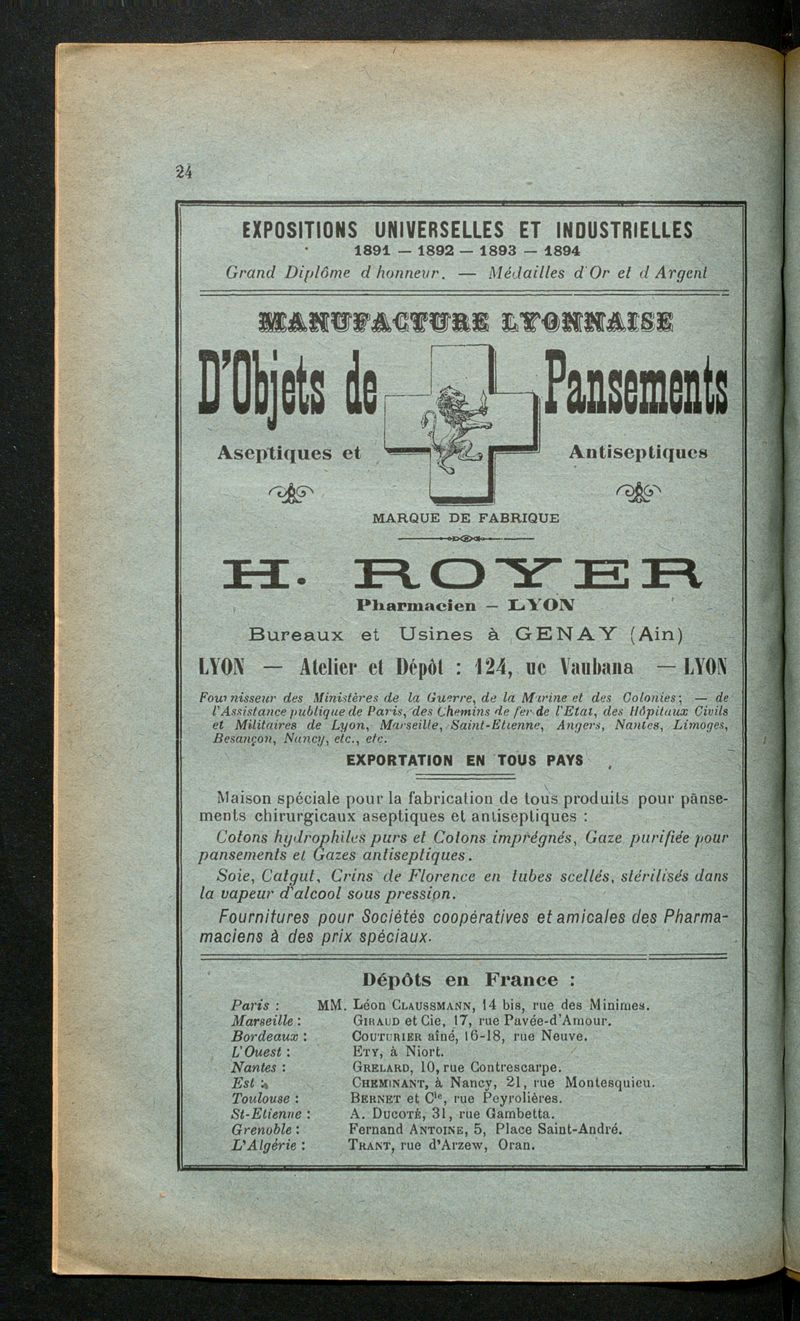 24
EXPOSITIONS UNIVERSELLES ET INDUSTRIELLES
1891 — 1892 — 1893 — 1894
Grand Diplôme d honneur. — Médailles d'Or et d Argent
MANUFACTURE LYONNAISE
D'Objets de Pansements
Aseptiques et Antiseptiques
MARQUE DE FABRIQUE
H. ROYER
Pharmacien — LYON
Bureaux et Usines à GENAY (Ain)
LYON — Atelier et Dépôt : 124, ue Vaubana — LYON
Fournisseur des Ministères de la Guerre, de la Marine et des Colonies; — de
l'Assistance publique de Paris, des Chemins de fer de l'Etat, des Hôpitaux Civils
et Militaires de Lyon, Marseille, Saint-Etienne, Angers, Nantes, Limoges,
Besançon, Nancy, etc., etc.
EXPORTATION EN TOUS PAYS
Maison spéciale pour la fabrication de tous produits pour panse-
ments chirurgicaux aseptiques et antiseptiques :
Cotons hydrophiles purs et Cotons imprégnés, Gaze purifiée pour
pansements et Gazes antiseptiques.
Soie, Catgut, Crins de Florence en tubes scellés, stérilisés dans
la vapeur d'alcool sous pression.
Fournitures pour Sociétés coopératives et amicales des Pharma-
maciens à des prix spéciaux.
Dépôts en France :
Paris : MM. Léon CLAUSSMANN, 14 bis, rue des Minimes.
Marseille : GIRAUD et Cie, 17, rue Pavée-d'Amour.
Bordeaux : COUTURIER aîné, 16-18, rue Neuve.
L'Ouest : ETY, à Niort.
Nantes : GRELARD, 10, rue Contrescarpe.
Est : CHEMINANT, à Nancy, 21, rue Montesquieu.
Toulouse : BERNET et Cie, rue Peyrolières.
St-Etienne : A. DUCOTÉ, 31, rue Gambetta.
Grenoble : Fernand ANTOINE, 5, Place Saint-André.
L'Algérie : TRANT, rue d'Arzew, Oran.